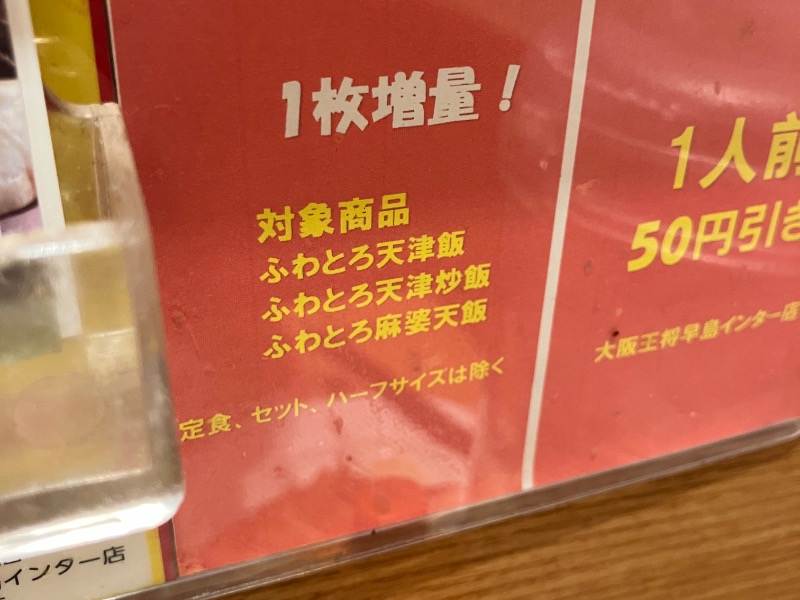 1枚増量！
対象商品
ふわとろ天津飯
ふわとろ天津炒飯
ふわとろ麻婆天飯
定食、セット、ハーフサイズは除く
1人前
50円引き
大阪王将早島インター店
インター店